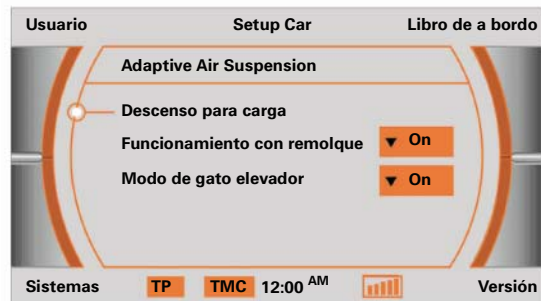 Usuario Setup Car Libro de a bordo
Adaptive Air Suspension
Descenso para carga
Funcionamiento con remolque ▼ On
Modo de gato elevador ▼ On
Sistemas TP TMC 12:00 AM Versión